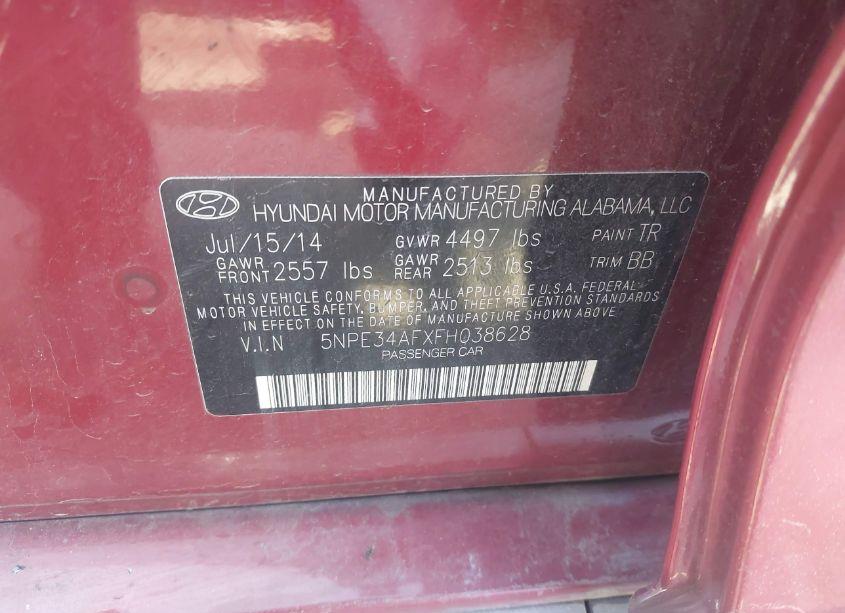 MANUFACTURED BY
HYUNDAI MOTOR MANUFACTURING ALABAMA, LLC
Jul/15/14 GVWR 4497 lbs PAINT TR
GAWR FRONT 2557 lbs GAWR REAR 2513 lbs TRIM BB
THIS VEHICLE CONFORMS TO ALL APPLICABLE U.S.A. FEDERAL
MOTOR VEHICLE SAFETY, BUMPER, AND THEFT PREVENTION STANDARDS
IN EFFECT ON THE DATE OF MANUFACTURE SHOWN ABOVE.
V.I.N 5NPE34AFXFH038628
PASSENGER CAR